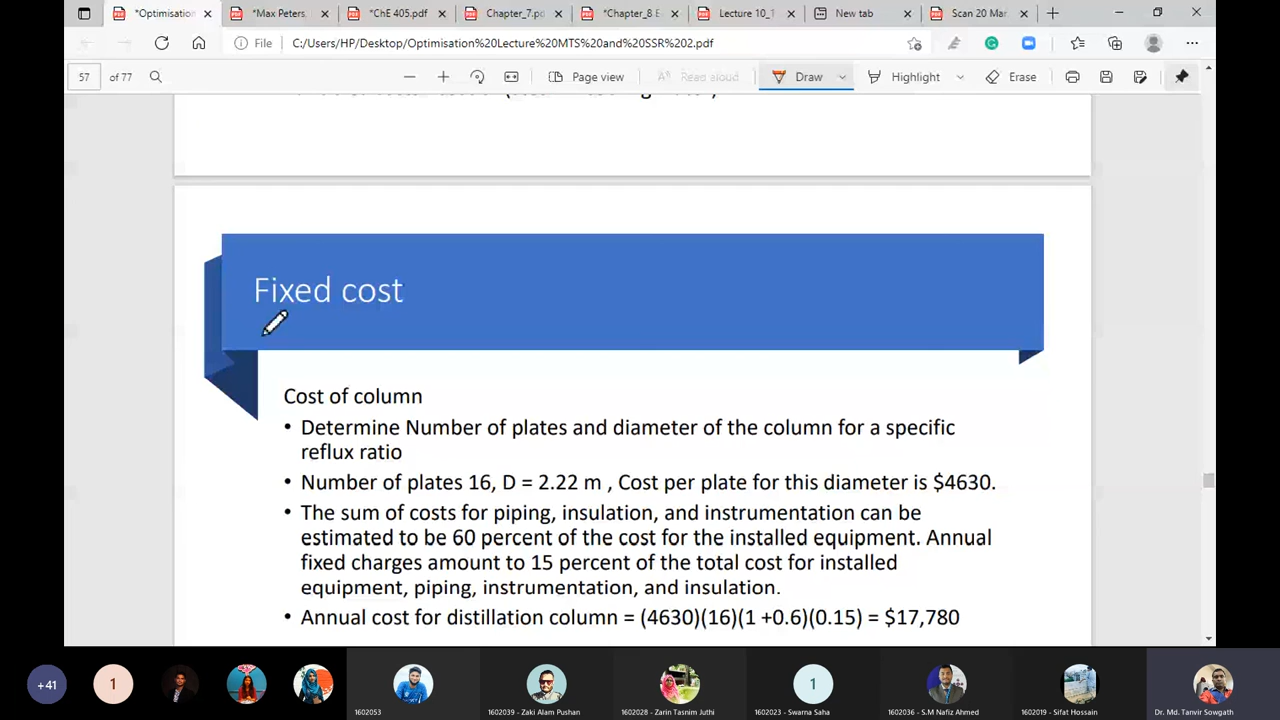 *Optimisation
*Max Peters,
*ChE 405.pdf
Chapter_7.pd
*Chapter_8 E
Lecture 10_1
New tab
Scan 20 Mar
File
C:/Users/HP/Desktop/Optimisation%20Lecture%20MTS%20and%20SSR%202.pdf
57 of 77
Page view
Read aloud
Draw
Highlight
Erase
Fixed cost
Cost of column
• Determine Number of plates and diameter of the column for a specific
reflux ratio
• Number of plates 16, D = 2.22 m , Cost per plate for this diameter is $4630.
• The sum of costs for piping, insulation, and instrumentation can be
estimated to be 60 percent of the cost for the installed equipment. Annual
fixed charges amount to 15 percent of the total cost for installed
equipment, piping, instrumentation, and insulation.
• Annual cost for distillation column = (4630)(16)(1 +0.6)(0.15) = $17,780
+41
1
1
1602053
1602039 - Zaki Alam Pushan
1602028 - Zarin Tasnim Juthi
1602023 - Swarna Saha
1602036 - S.M Nafiz Ahmed
1602019 - Sifat Hossain
Dr. Md. Tanvir Sowgath